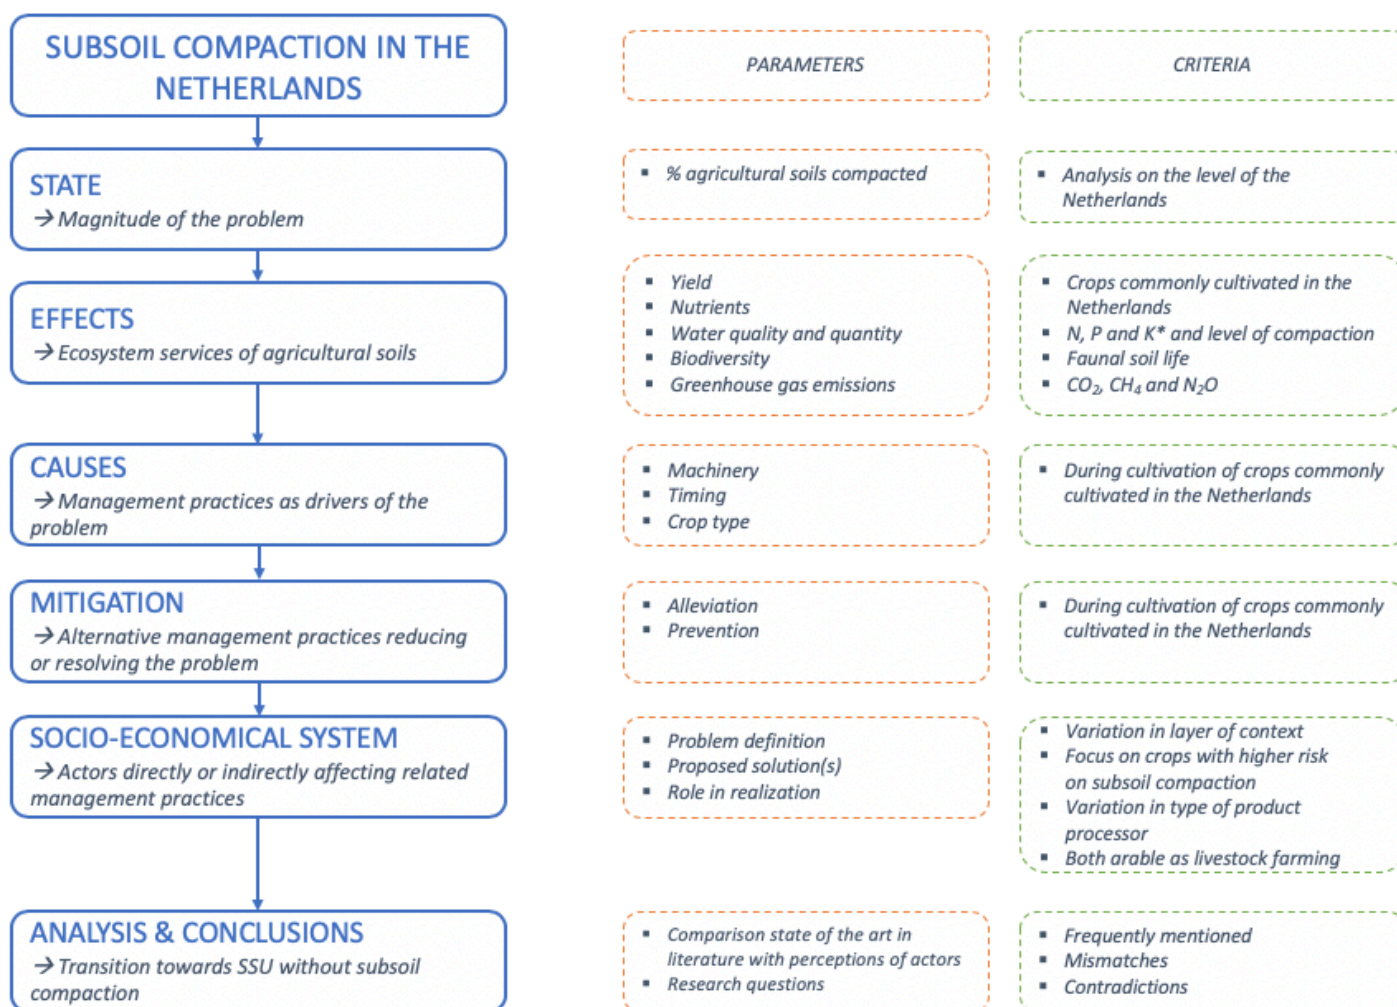 SUBSOIL COMPACTION IN THE
NETHERLANDS
PARAMETERS
CRITERIA
STATE
→ Magnitude of the problem
▪ % agricultural soils compacted
▪ Analysis on the level of the
Netherlands
EFFECTS
→ Ecosystem services of agricultural soils
▪ Yield
▪ Nutrients
▪ Water quality and quantity
▪ Biodiversity
▪ Greenhouse gas emissions
▪ Crops commonly cultivated in the
Netherlands
▪ N, P and K* and level of compaction
▪ Faunal soil life
▪ CO₂, CH₄ and N₂O
CAUSES
→ Management practices as drivers of the
problem
▪ Machinery
▪ Timing
▪ Crop type
▪ During cultivation of crops commonly
cultivated in the Netherlands
MITIGATION
→ Alternative management practices reducing
or resolving the problem
▪ Alleviation
▪ Prevention
▪ During cultivation of crops commonly
cultivated in the Netherlands
SOCIO-ECONOMICAL SYSTEM
→ Actors directly or indirectly affecting related
management practices
▪ Problem definition
▪ Proposed solution(s)
▪ Role in realization
▪ Variation in layer of context
▪ Focus on crops with higher risk
on subsoil compaction
▪ Variation in type of product
processor
▪ Both arable as livestock farming
ANALYSIS & CONCLUSIONS
→ Transition towards SSU without subsoil
compaction
▪ Comparison state of the art in
literature with perceptions of actors
▪ Research questions
▪ Frequently mentioned
▪ Mismatches
▪ Contradictions